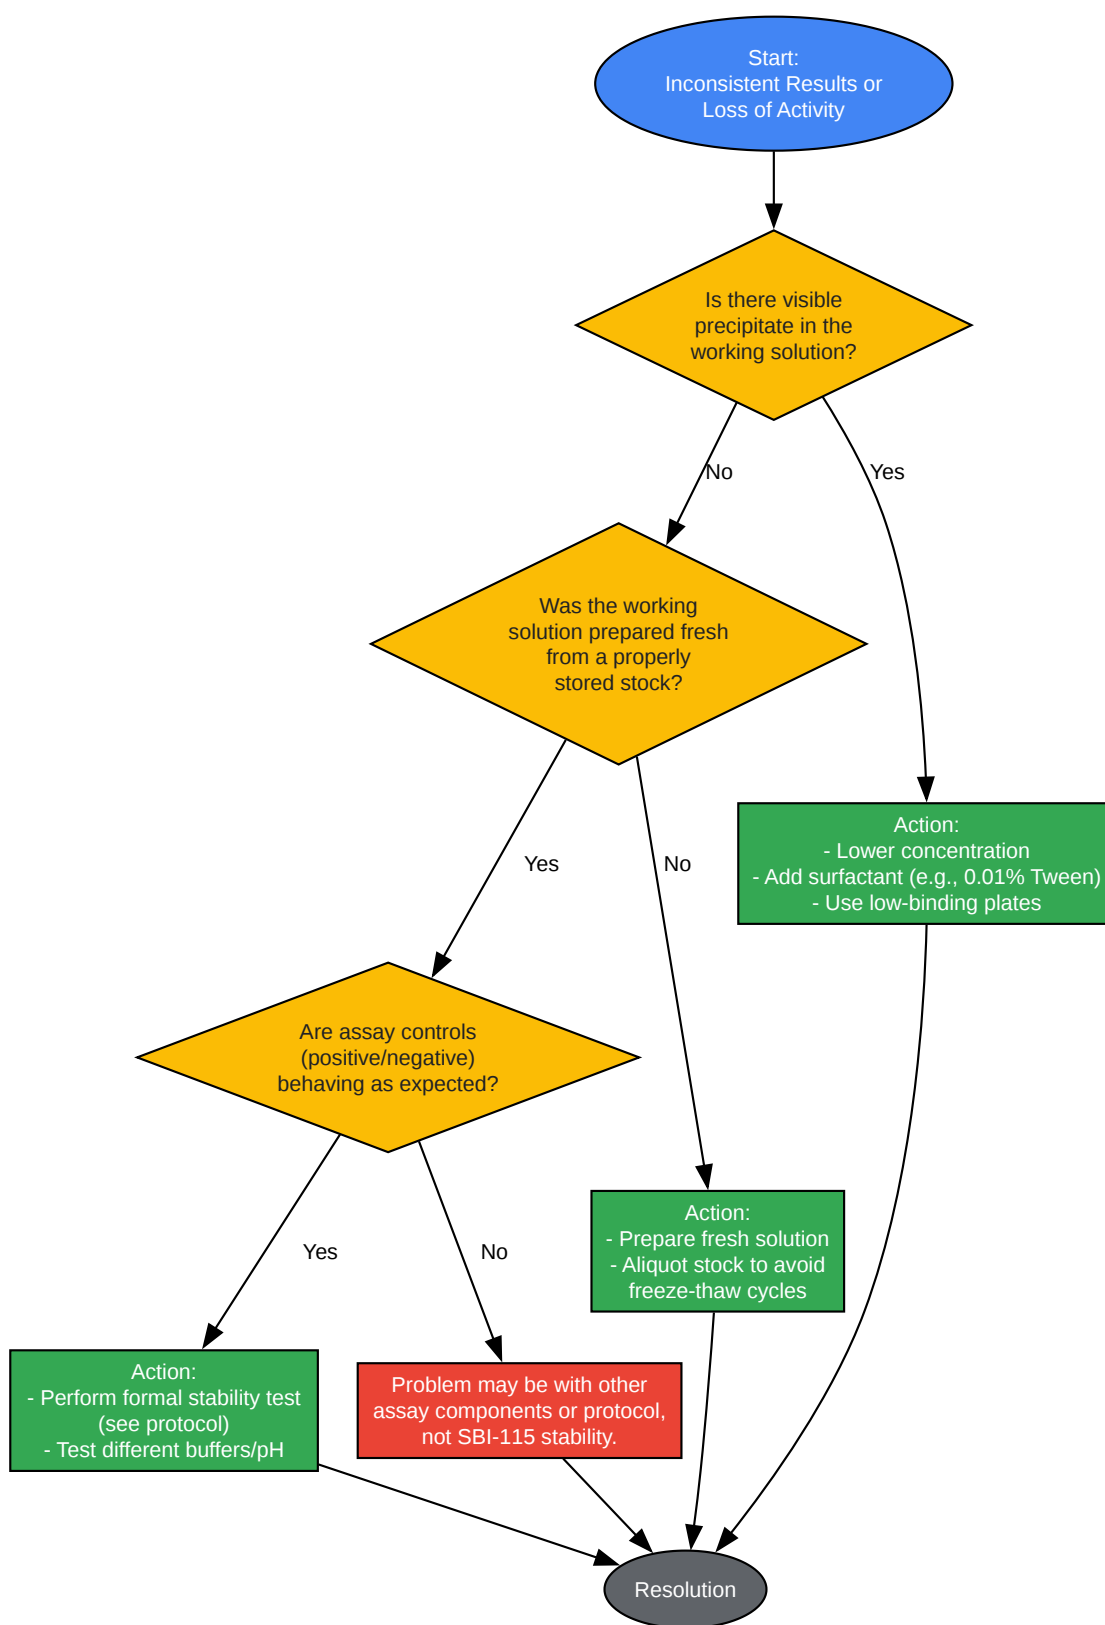 Start:
Inconsistent Results or
Loss of Activity
Is there visible
precipitate in the
working solution?
No
Yes
Was the working
solution prepared fresh
from a properly
stored stock?
Yes
No
Action:
- Lower concentration
- Add surfactant (e.g., 0.01% Tween)
- Use low-binding plates
Are assay controls
(positive/negative)
behaving as expected?
Yes
No
Action:
- Prepare fresh solution
- Aliquot stock to avoid
freeze-thaw cycles
Action:
- Perform formal stability test
(see protocol)
- Test different buffers/pH
Problem may be with other
assay components or protocol,
not SBI-115 stability.
Resolution